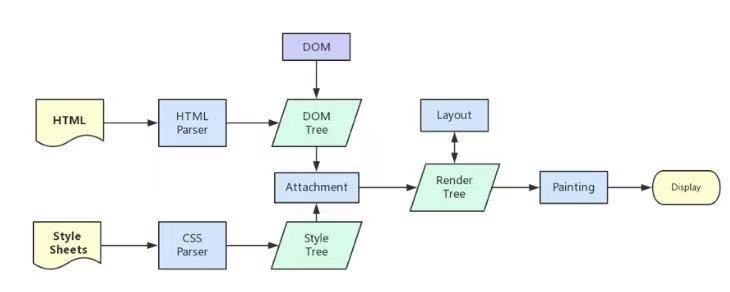 DOM
HTML
HTML
Parser
DOM
Tree
Layout
Attachment
Render
Tree
Painting
Display
Style
Sheets
CSS
Parser
Style
Tree